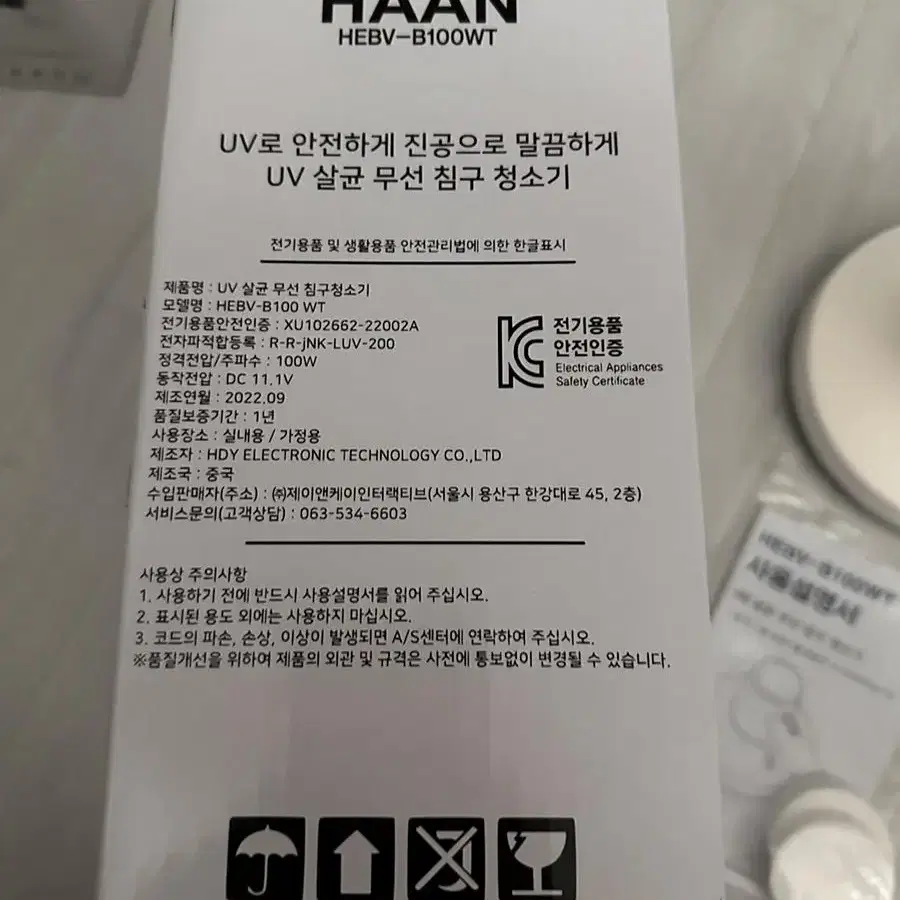 HAAN
HEBV-B100WT
UV로 안전하게 진공으로 말끔하게
UV 살균 무선 침구 청소기
전기용품 및 생활용품 안전관리법에 의한 한글표시
제품명 : UV 살균 무선 침구청소기
모델명 : HEBV-B100 WT
전기용품안전인증 : XU102662-22002A
전자파적합등록 : R-R-jNK-LUV-200
정격전압/주파수 : 100W
동작전압 : DC 11.1V
제조연월 : 2022.09
품질보증기간 : 1년
사용장소 : 실내용 / 가정용
제조자 : HDY ELECTRONIC TECHNOLOGY CO.,LTD
제조국 : 중국
수입판매자(주소) : ㈜제이앤케이인터랙티브(서울시 용산구 한강대로 45, 2층)
서비스문의(고객상담) : 063-534-6603
전기용품
안전인증
Electrical Appliances
Safety Certificate
사용상 주의사항
1. 사용하기 전에 반드시 사용설명서를 읽어 주십시오.
2. 표시된 용도 외에는 사용하지 마십시오.
3. 코드의 파손, 손상, 이상이 발생되면 A/S센터에 연락하여 주십시오.
※품질개선을 위하여 제품의 외관 및 규격은 사전에 통보없이 변경될 수 있습니다.
HEBV-B100WT
사용설명서